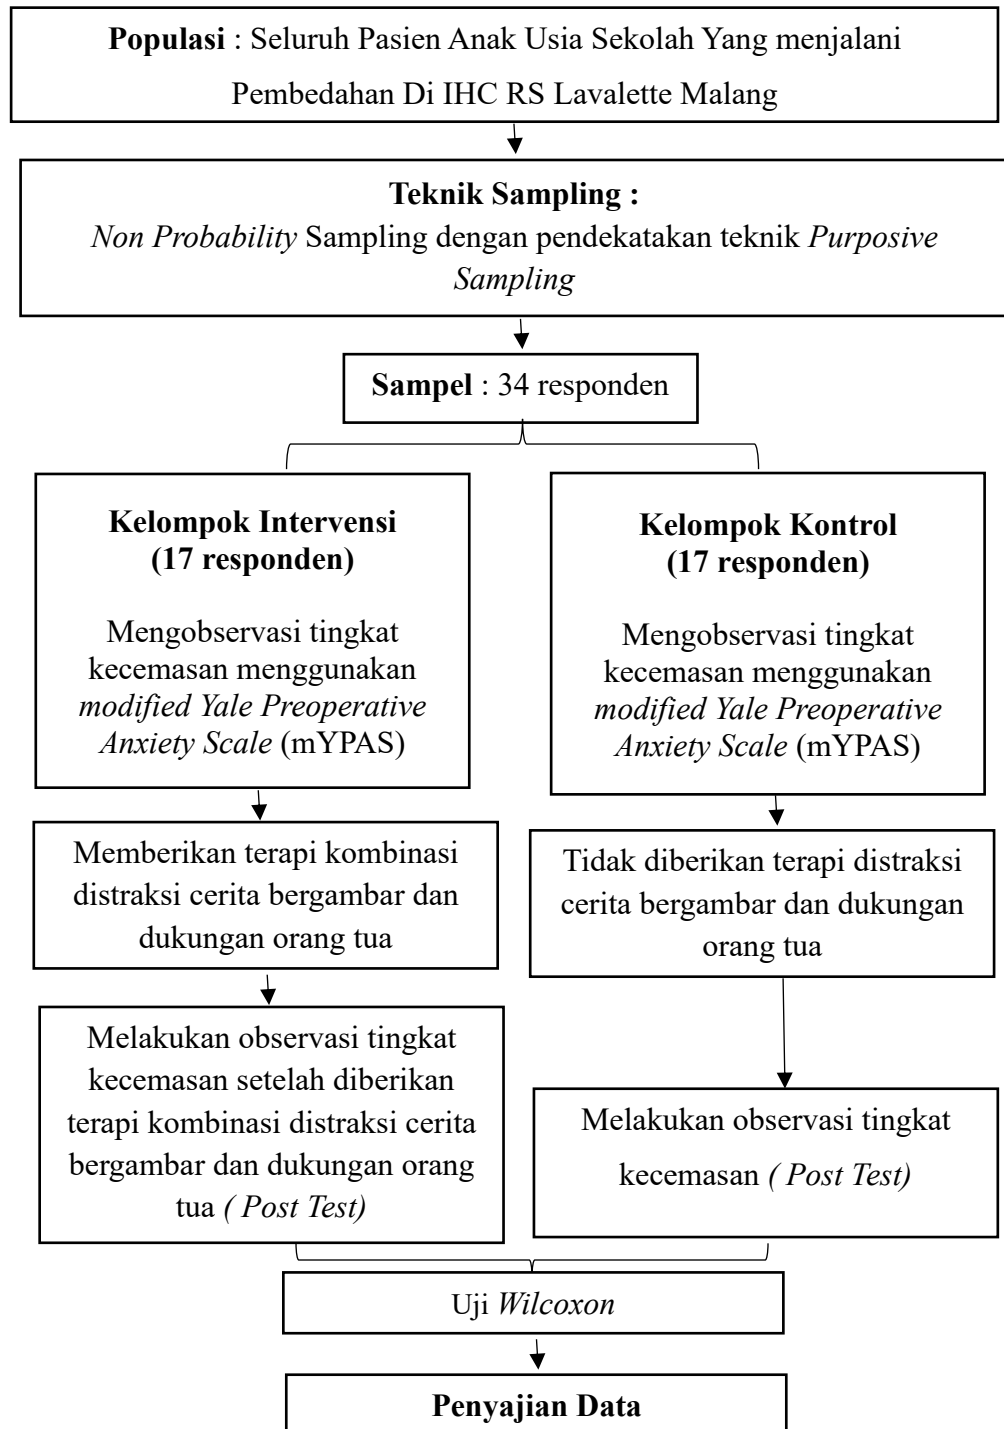 Populasi : Seluruh Pasien Anak Usia Sekolah Yang menjalani
Pembedahan Di IHC RS Lavalette Malang
Teknik Sampling :
Non Probability Sampling dengan pendekatakan teknik Purposive
Sampling
Sampel : 34 responden
Kelompok Intervensi
(17 responden)
Mengobservasi tingkat
kecemasan menggunakan
modified Yale Preoperative
Anxiety Scale (mYPAS)
Kelompok Kontrol
(17 responden)
Mengobservasi tingkat
kecemasan menggunakan
modified Yale Preoperative
Anxiety Scale (mYPAS)
Memberikan terapi kombinasi
distraksi cerita bergambar dan
dukungan orang tua
Tidak diberikan terapi distraksi
cerita bergambar dan dukungan
orang tua
Melakukan observasi tingkat
kecemasan setelah diberikan
terapi kombinasi distraksi cerita
bergambar dan dukungan orang
tua ( Post Test)
Melakukan observasi tingkat
kecemasan ( Post Test)
Uji Wilcoxon
Penyajian Data